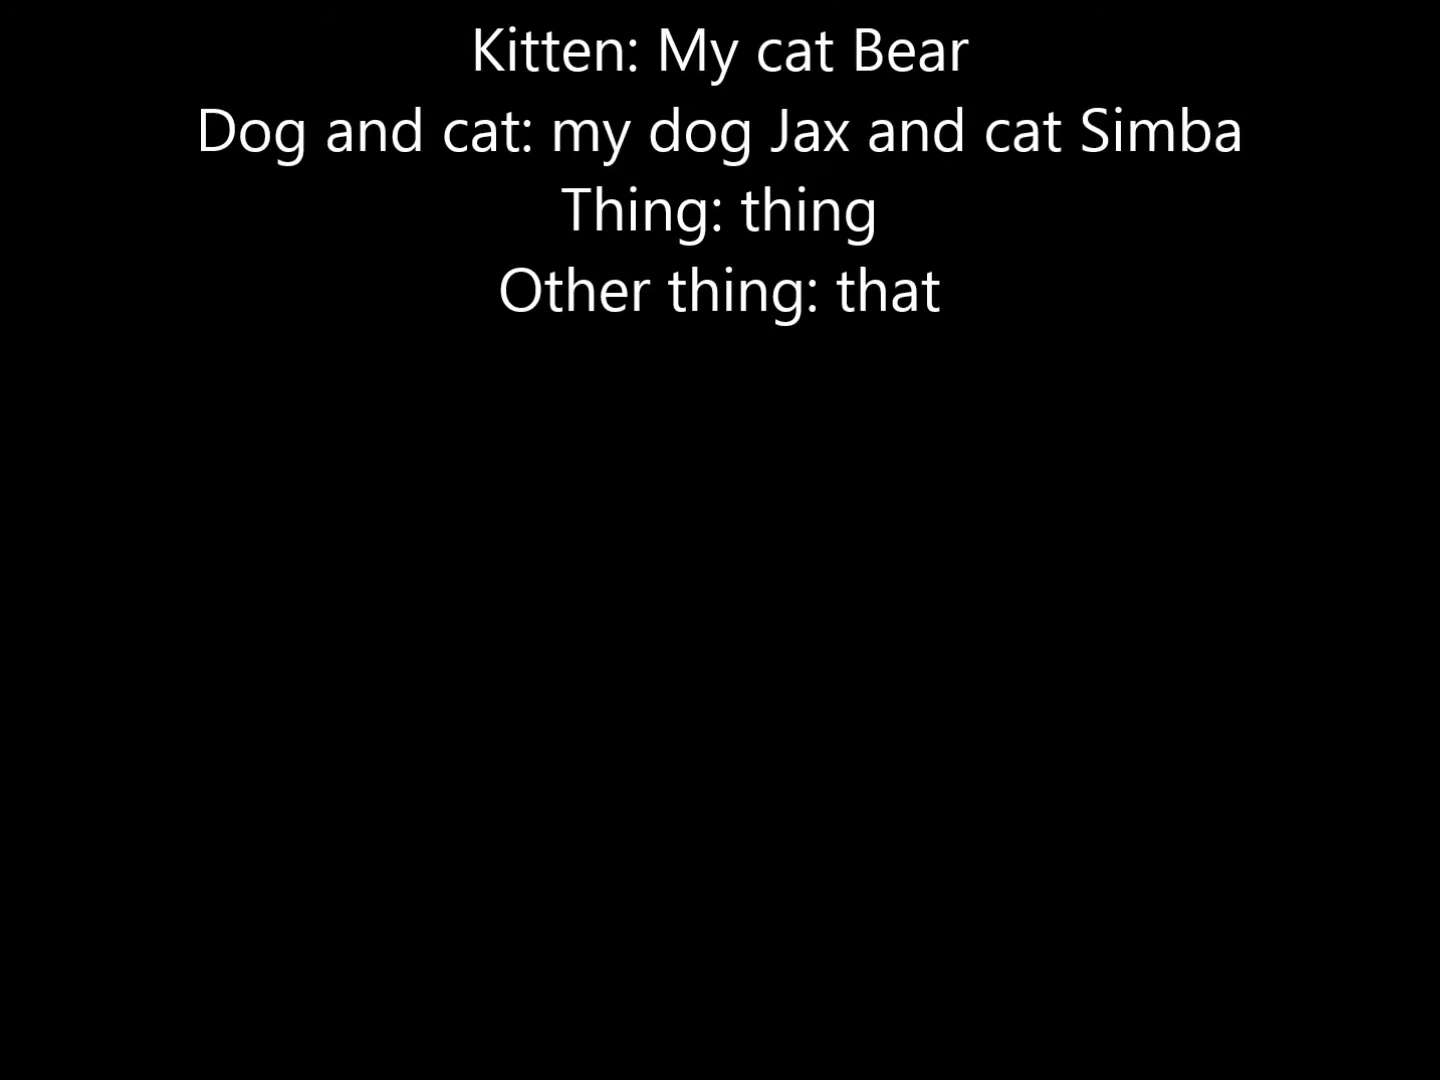 Kitten: My cat Bear
Dog and cat: my dog Jax and cat Simba
Thing: thing
Other thing: that